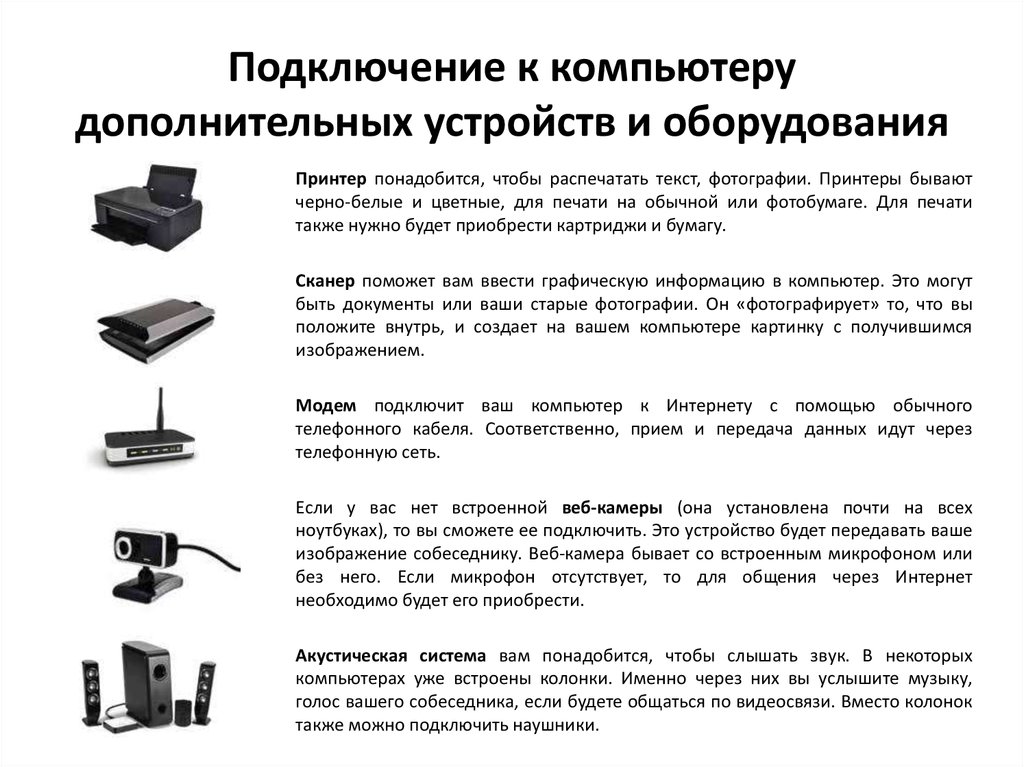 Подключение к компьютеру
дополнительных устройств и оборудования
Принтер понадобится, чтобы распечатать текст, фотографии. Принтеры бывают
черно-белые и цветные, для печати на обычной или фотобумаге. Для печати
также нужно будет приобрести картриджи и бумагу.
Сканер поможет вам ввести графическую информацию в компьютер. Это могут
быть документы или ваши старые фотографии. Он «фотографирует» то, что вы
положите внутрь, и создает на вашем компьютере картинку с получившимся
изображением.
Модем подключит ваш компьютер к Интернету с помощью обычного
телефонного кабеля. Соответственно, прием и передача данных идут через
телефонную сеть.
Если у вас нет встроенной веб-камеры (она установлена почти на всех
ноутбуках), то вы сможете ее подключить. Это устройство будет передавать ваше
изображение собеседнику. Веб-камера бывает со встроенным микрофоном или
без него. Если микрофон отсутствует, то для общения через Интернет
необходимо будет его приобрести.
Акустическая система вам понадобится, чтобы слышать звук. В некоторых
компьютерах уже встроены колонки. Именно через них вы услышите музыку,
голос вашего собеседника, если будете общаться по видеосвязи. Вместо колонок
также можно подключить наушники.